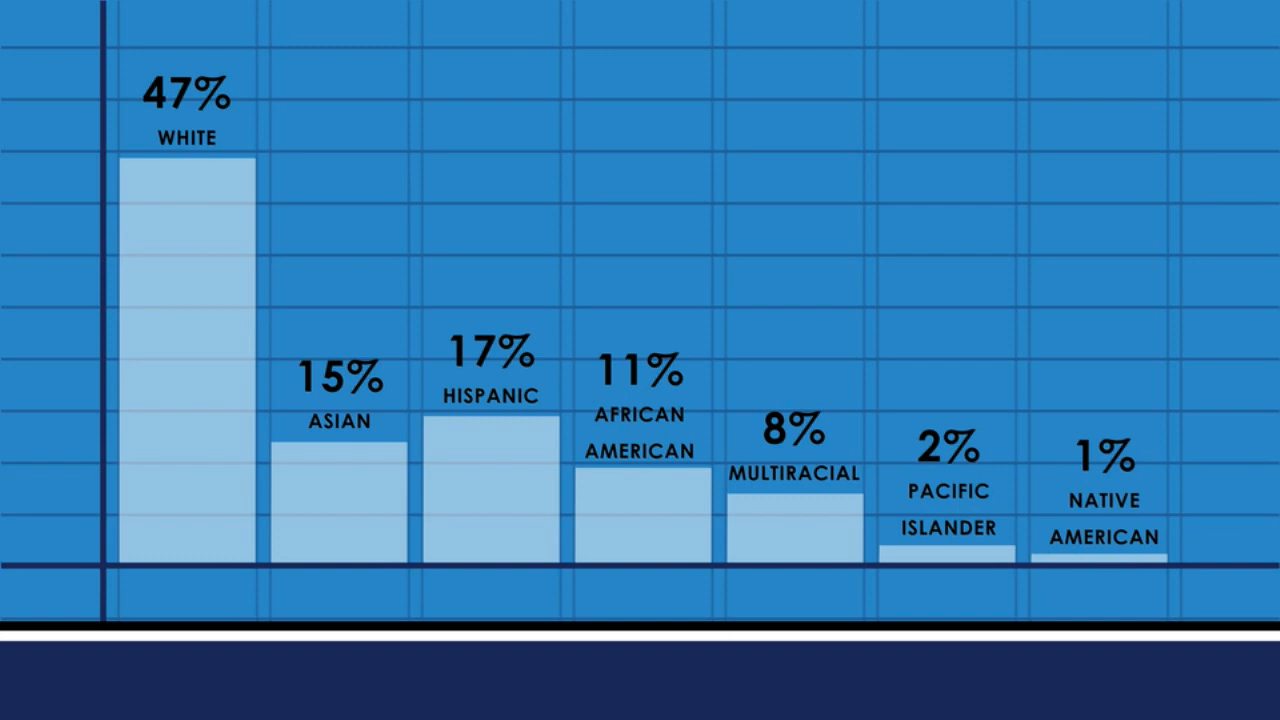 47%
WHITE
15%
ASIAN
17%
HISPANIC
11%
AFRICAN
AMERICAN
8%
MULTIRACIAL
2%
PACIFIC
ISLANDER
1%
NATIVE
AMERICAN